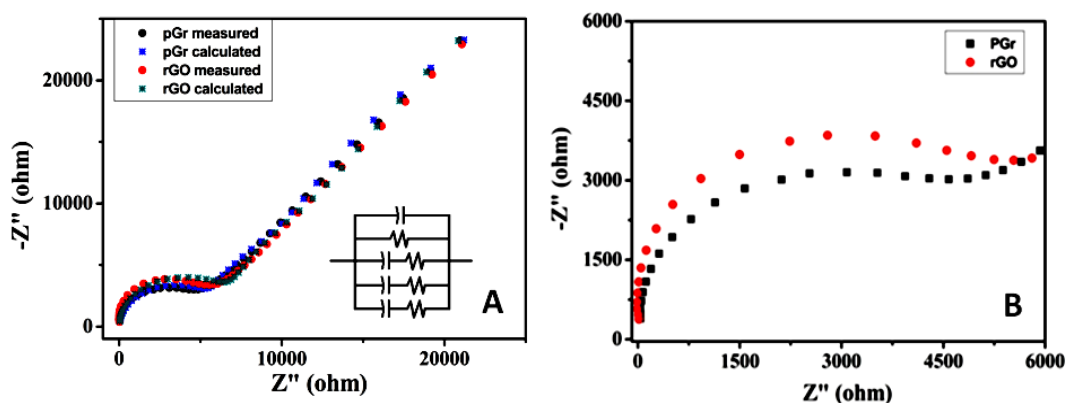 -Z" (ohm)
20000
10000
0
pGr measured
pGr calculated
rGO measured
rGO calculated
A
0 10000 20000
Z" (ohm)
-Z" (ohm)
6000
4500
3000
1500
0
PGr
rGO
B
0 1500 3000 4500 6000
Z" (ohm)